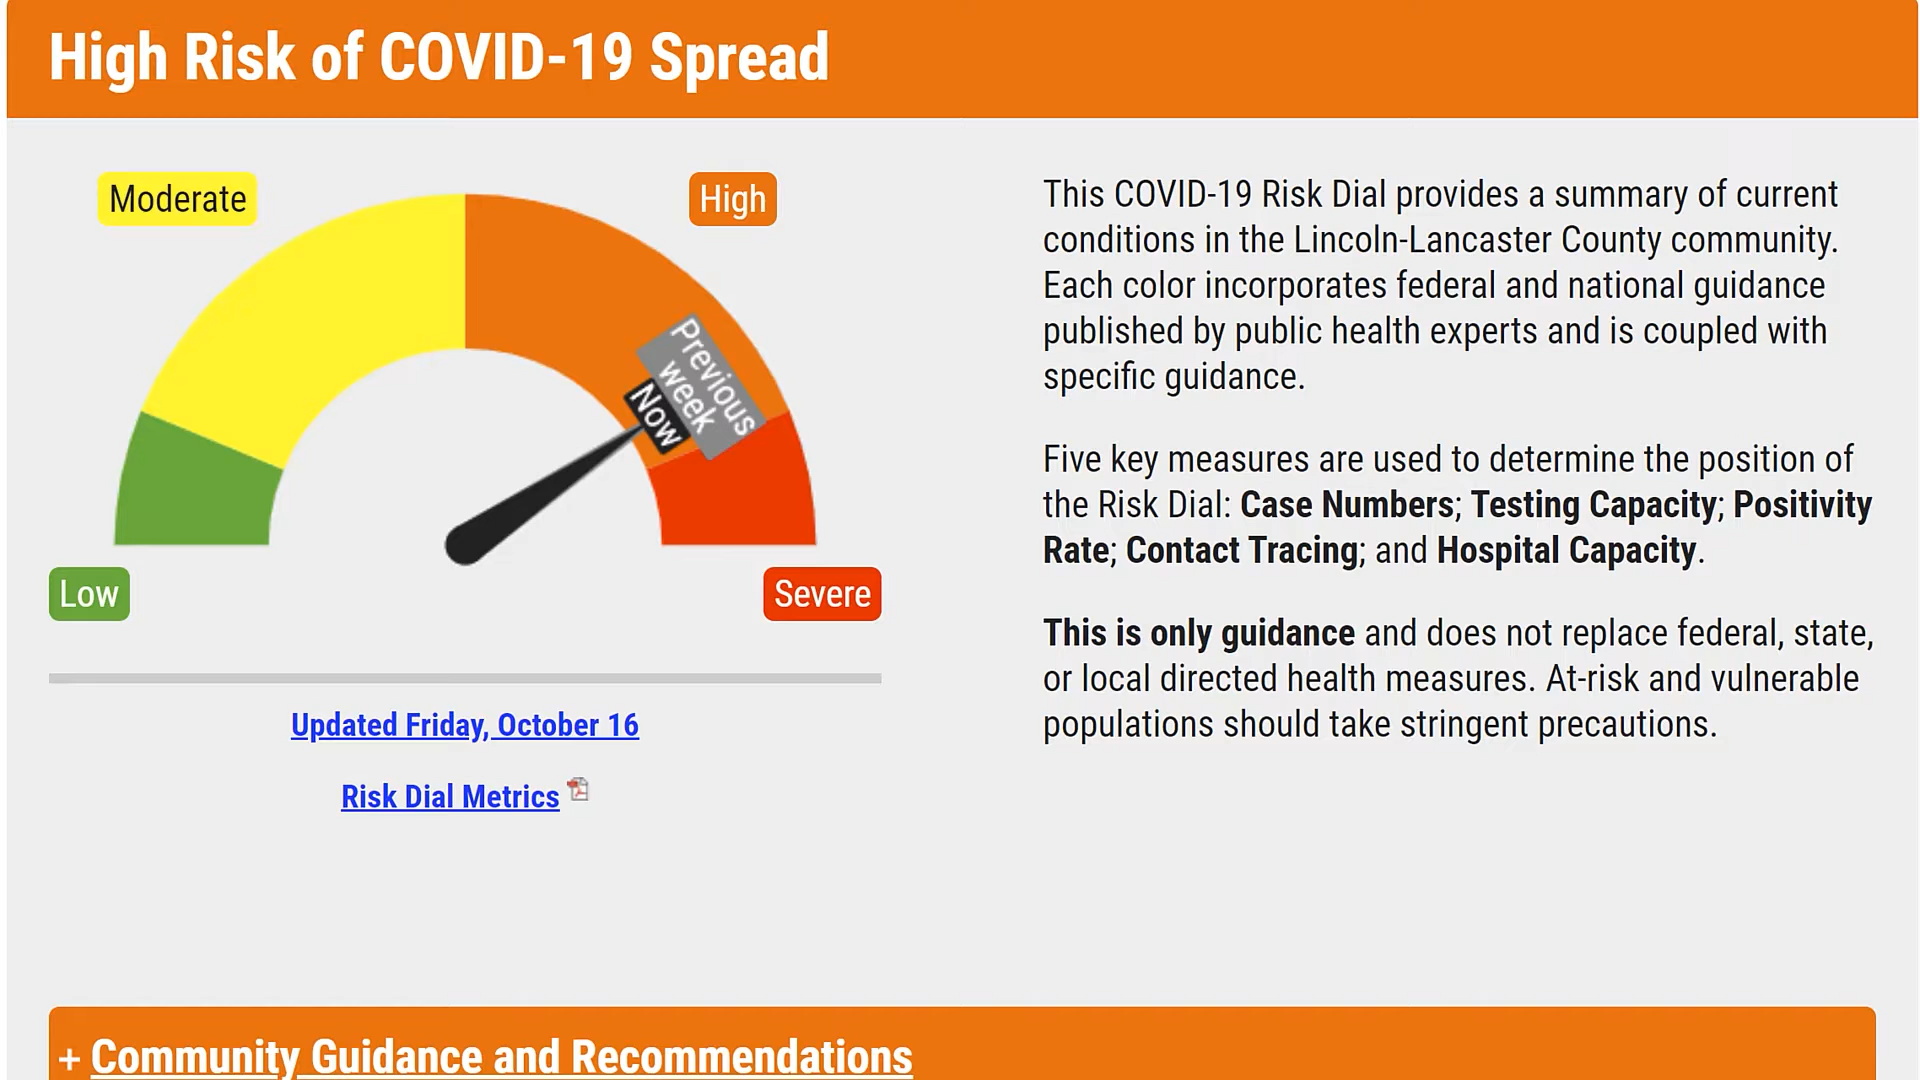 High Risk of COVID-19 Spread
Moderate
High
Previous
week
Now
Low
Severe
Updated Friday, October 16
Risk Dial Metrics
This COVID-19 Risk Dial provides a summary of current
conditions in the Lincoln-Lancaster County community.
Each color incorporates federal and national guidance
published by public health experts and is coupled with
specific guidance.
Five key measures are used to determine the position of
the Risk Dial: Case Numbers; Testing Capacity; Positivity
Rate; Contact Tracing; and Hospital Capacity.
This is only guidance and does not replace federal, state,
or local directed health measures. At-risk and vulnerable
populations should take stringent precautions.
+ Community Guidance and Recommendations